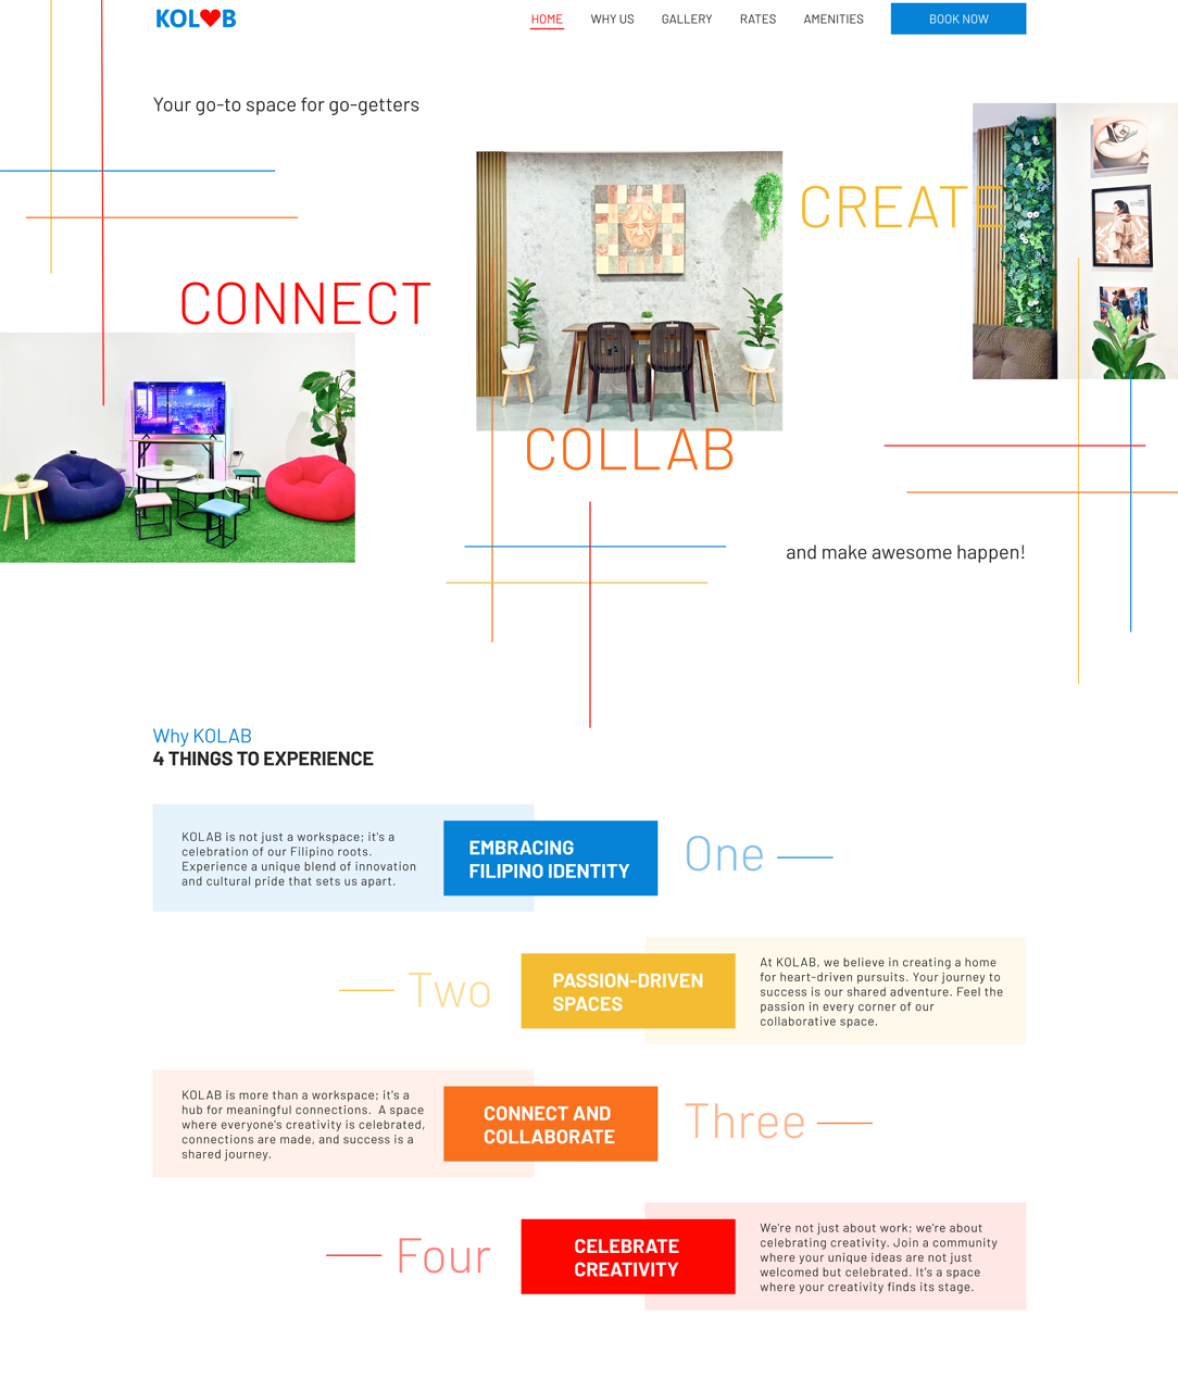 KOL❤B
HOME WHY US GALLERY RATES AMENITIES BOOK NOW
Your go-to space for go-getters
CREATE
CONNECT
COLLAB
and make awesome happen!
Why KOLAB
4 THINGS TO EXPERIENCE
KOLAB is not just a workspace; it's a
celebration of our Filipino roots.
Experience a unique blend of innovation
and cultural pride that sets us apart.
EMBRACING
FILIPINO IDENTITY
One
Two
PASSION-DRIVEN
SPACES
At KOLAB, we believe in creating a home
for heart-driven pursuits. Your journey to
success is our shared adventure. Feel the
passion in every corner of our
collaborative space.
KOLAB is more than a workspace; it's a
hub for meaningful connections.  A space
where everyone's creativity is celebrated,
connections are made, and success is a
shared journey.
CONNECT AND
COLLABORATE
Three
Four
CELEBRATE
CREATIVITY
We're not just about work; we're about
celebrating creativity. Join a community
where your unique ideas are not just
welcomed but celebrated. It's a space
where your creativity finds its stage.